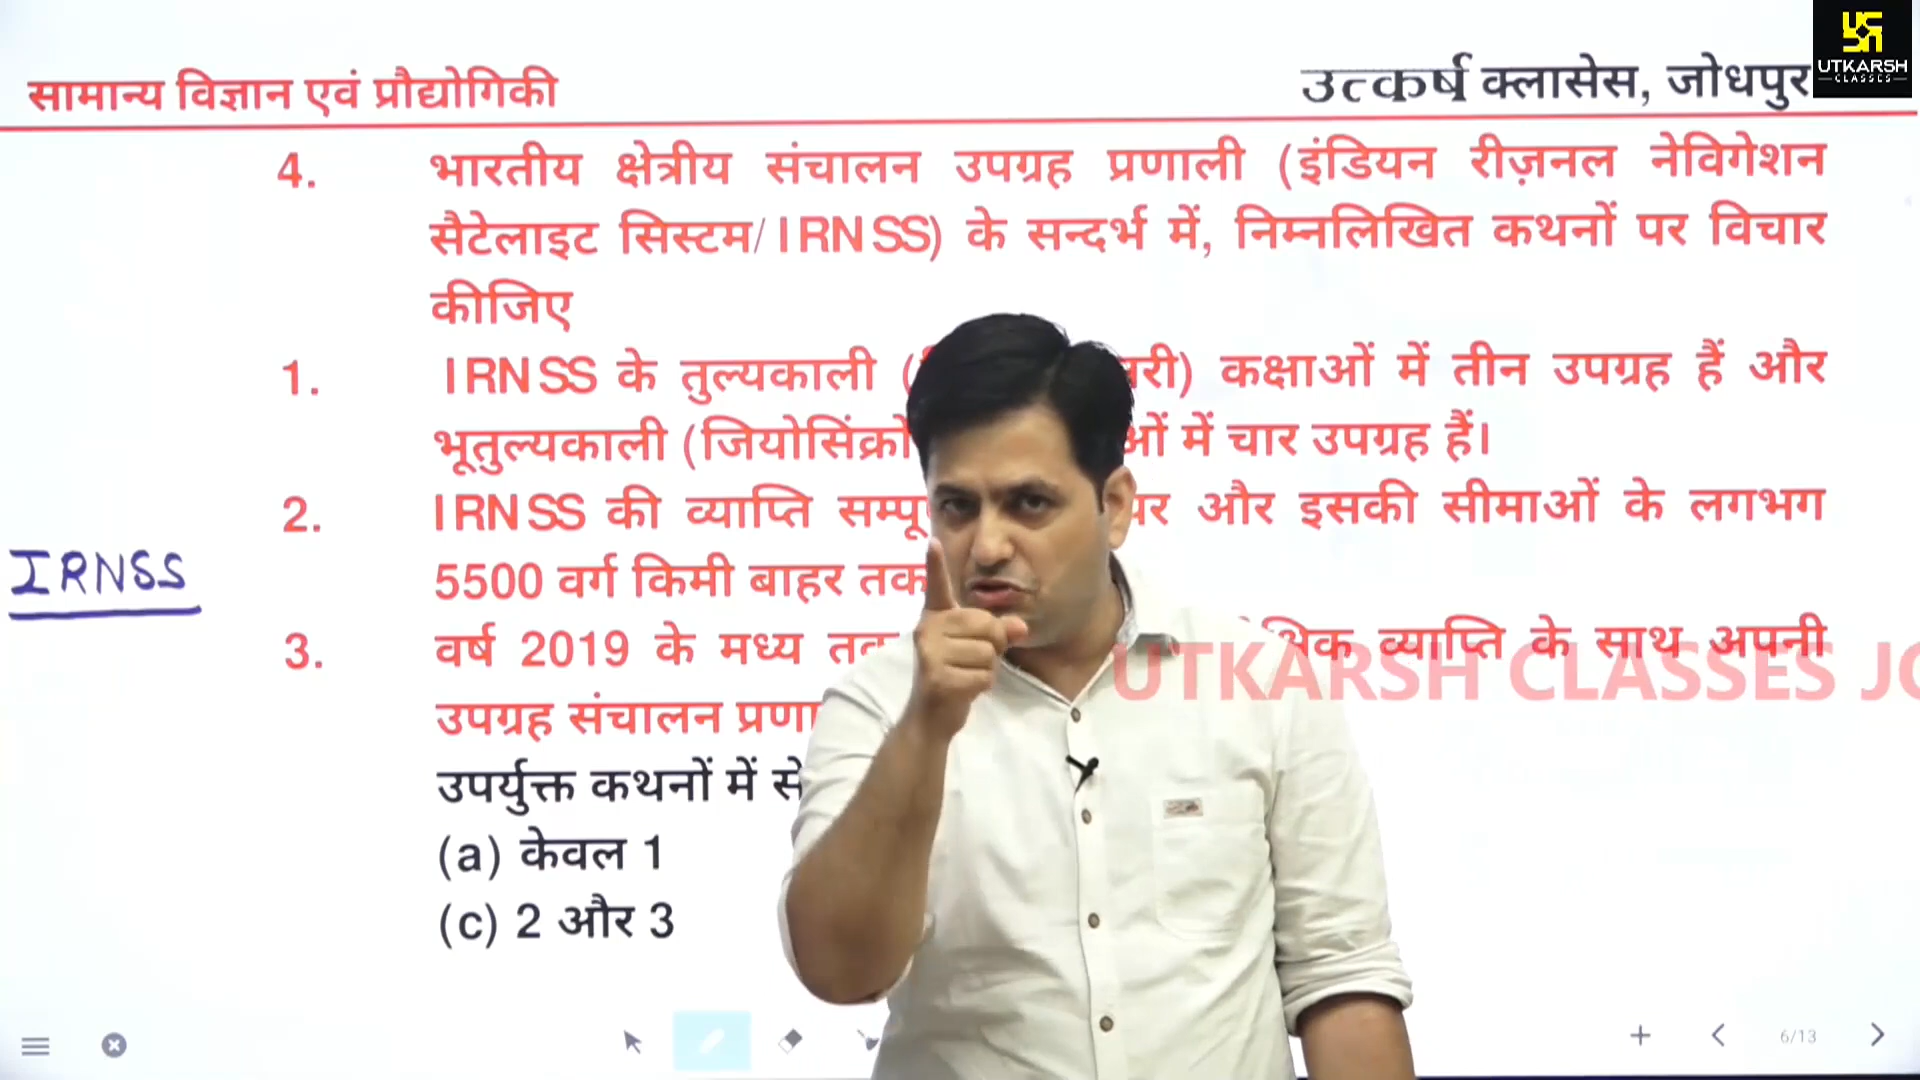 UTKARSH
CLASSES
सामान्य विज्ञान एवं प्रौद्योगिकी
उत्कर्ष क्लासेस, जोधपुर
4. भारतीय क्षेत्रीय संचालन उपग्रह प्रणाली (इंडियन रीज़नल नेविगेशन
सैटेलाइट सिस्टम/IRNSS) के सन्दर्भ में, निम्नलिखित कथनों पर विचार
कीजिए
1. IRNSS के तुल्यकाली कक्षाओं में तीन उपग्रह हैं और
भूतुल्यकाली में चार उपग्रह हैं।
2. IRNSS की व्याप्ति और इसकी सीमाओं के लगभग
5500 वर्ग किमी बाहर तक
IRNSS
3. वर्ष 2019 के मध्य व्याप्ति के साथ अपनी
UTKARSH CLASSES
उपग्रह संचालन
उपर्युक्त कथनों में से
(a) केवल 1
(c) 2 और 3
6/13